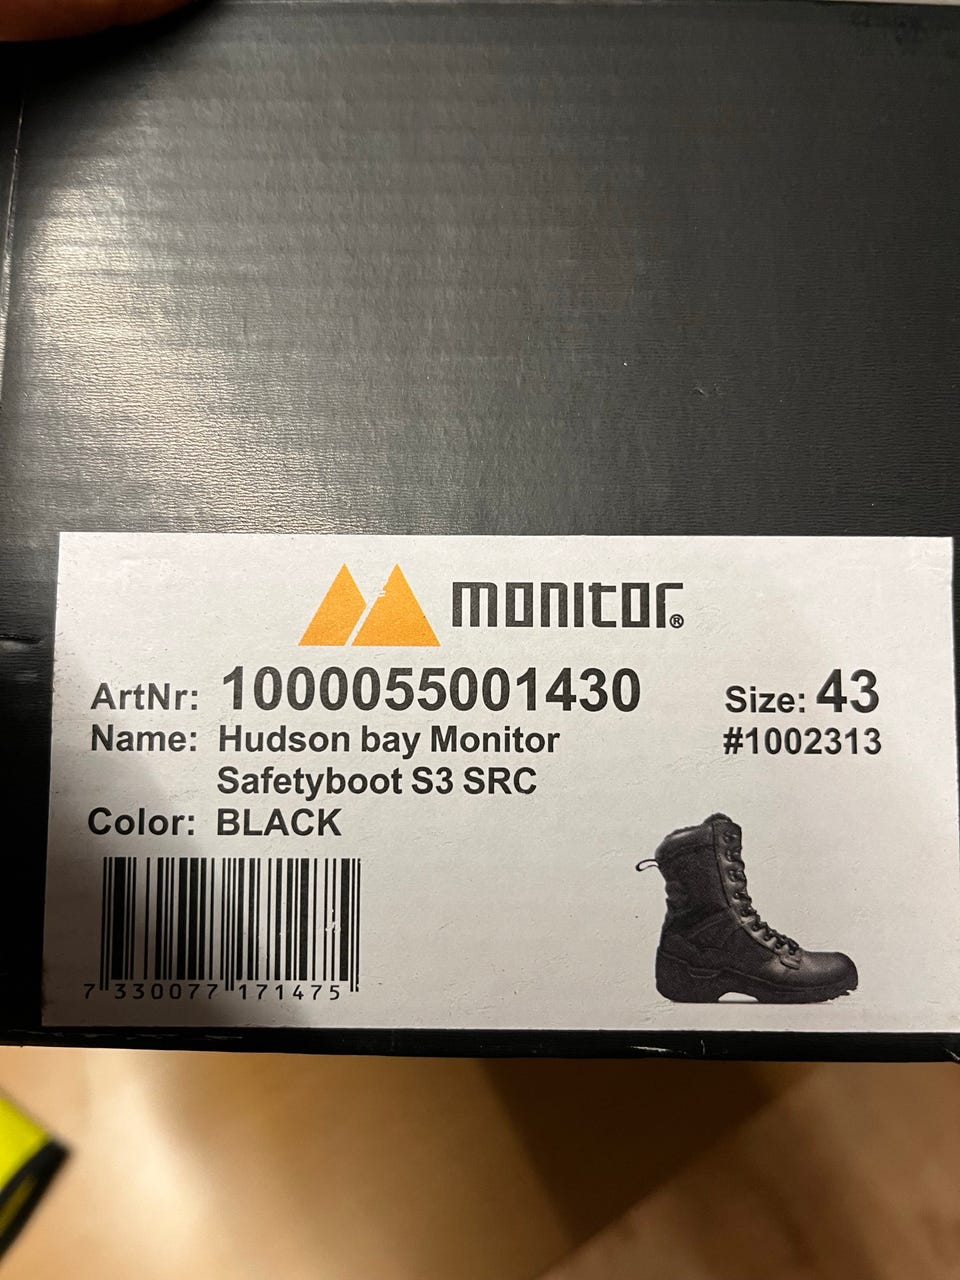 monitor®
ArtNr: 1000055001430
Size: 43
Name: Hudson bay Monitor
#1002313
Safetyboot S3 SRC
Color: BLACK
7 330077 171475